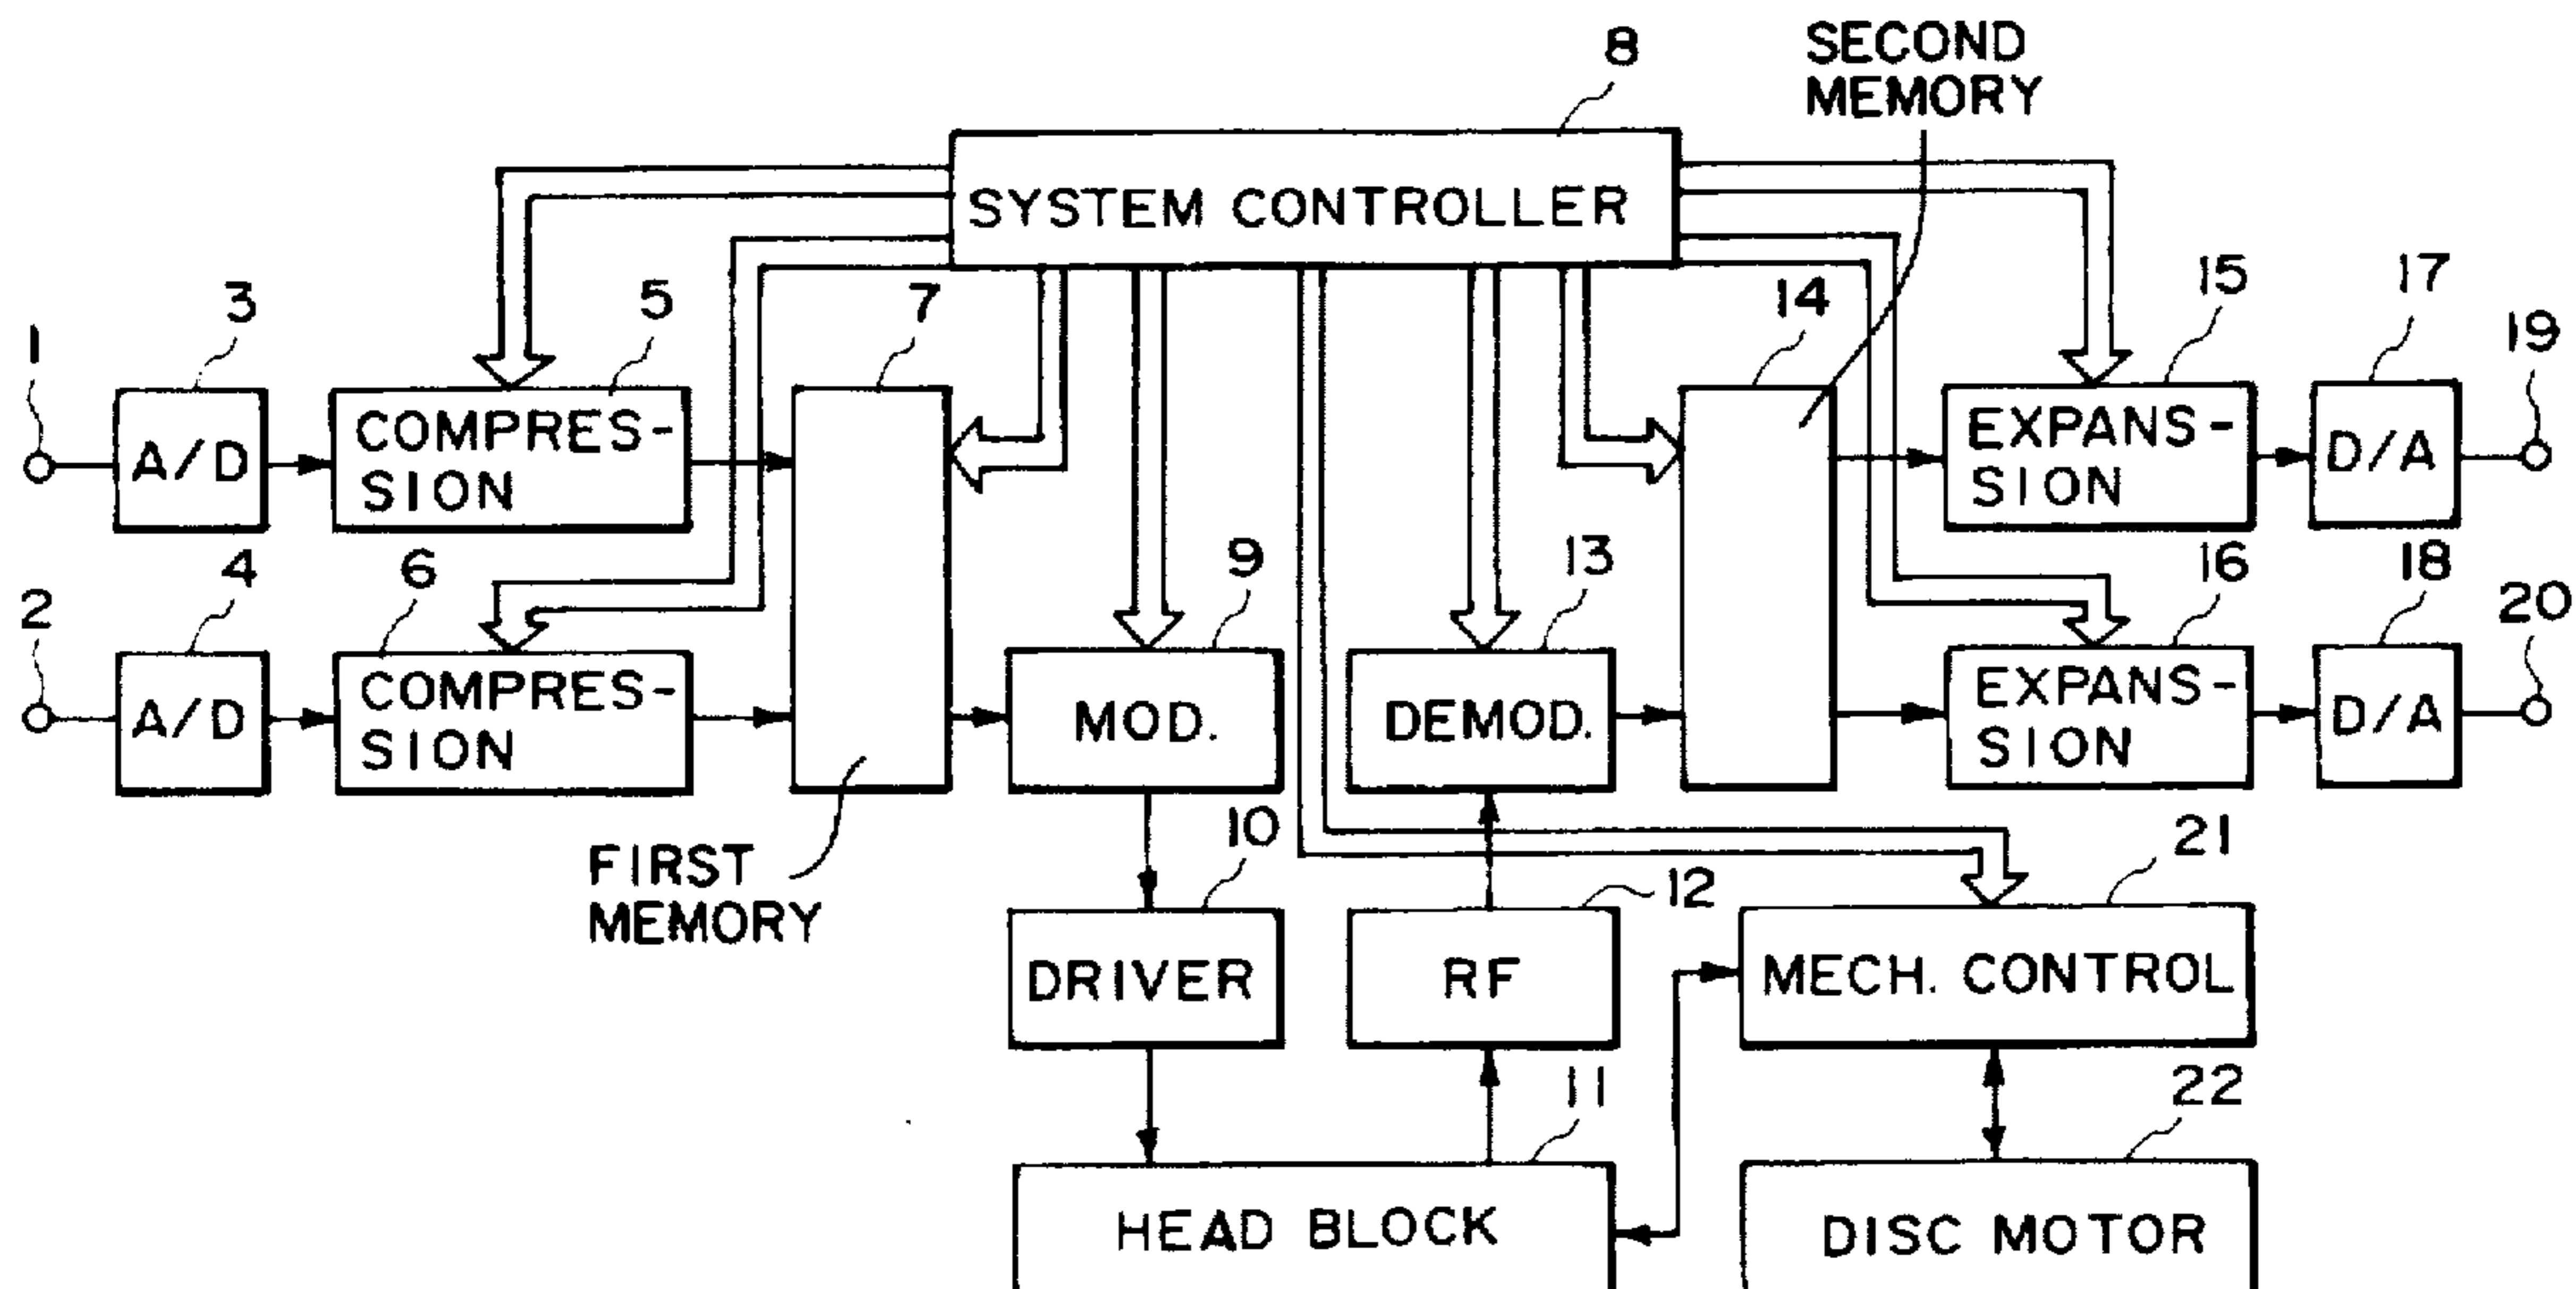 8
SECOND
MEMORY
SYSTEM CONTROLLER
1
3
5
7
14
15
17
19
A/D
COMPRES-
SION
EXPANS-
SION
D/A
2
4
6
9
13
16
18
20
A/D
COMPRES-
SION
MOD.
DEMOD.
EXPANS-
SION
D/A
FIRST
MEMORY
10
12
21
DRIVER
RF
MECH. CONTROL
11
22
HEAD BLOCK
DISC MOTOR